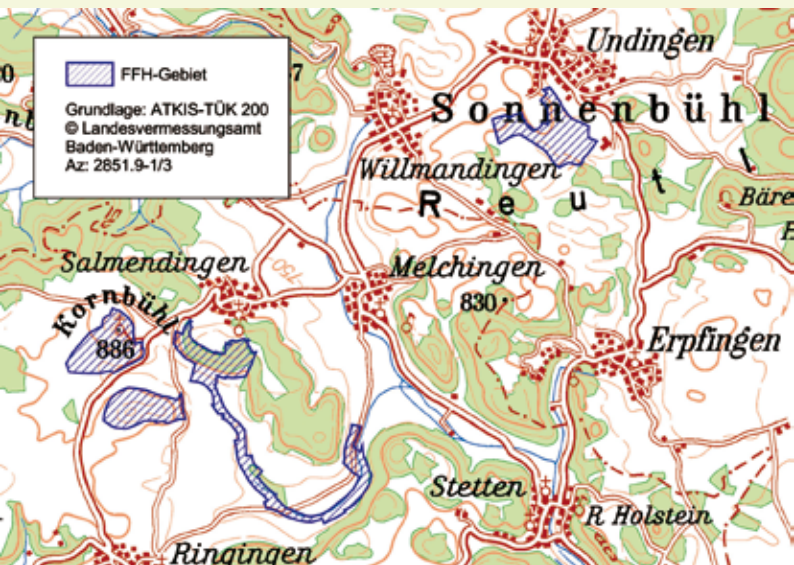 FFH-Gebiet
Grundlage: ATKIS-TÜK 200
© Landesvermessungsamt
Baden-Württemberg
Az: 2851.9-1/3
Undingen
Sonnenbühl
Willmandingen
Reutl
Bäre
Salmendingen
750
Melchingen
830
Kornbühl
886
Erpfingen
Stetten
R. Holstein
Ringingen